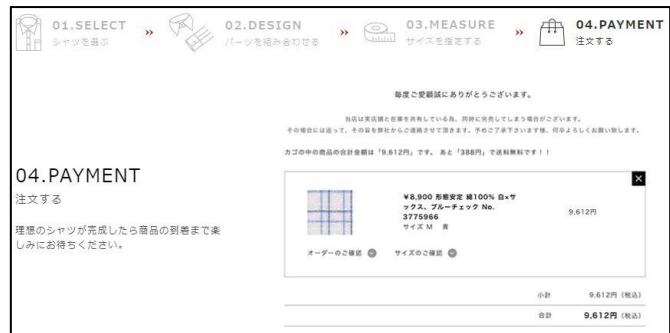 01.SELECT
シャツを選ぶ
»
02.DESIGN
パーツを組み合わせる
»
03.MEASURE
サイズを指定する
»
04.PAYMENT
注文する
毎度ご愛顧誠にありがとうございます。
当店は実店舗と在庫を共有している為、同時に完売してしまう場合がございます。
その場合には追って、その旨を弊社からご連絡させて頂きます。予めご了承下さいます様、何卒よろしくお願い致します。
カゴの中の商品の合計金額は「9,612円」です。 あと「388円」で送料無料です！！
04.PAYMENT
注文する
理想のシャツが完成したら商品の到着まで楽
しみにお待ちください。
¥8,900 形態安定 綿100% 白×サ
ックス、ブルーチェック No.
3775966
サイズ M 青
9,612円
オーダーのご確認
サイズのご確認
小計 9,612円 (税込)
合計 9,612円 (税込)